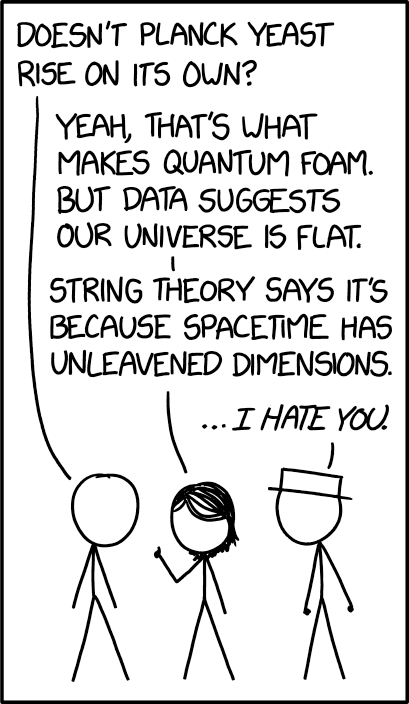 DOESN'T PLANCK YEAST
RISE ON ITS OWN?
YEAH, THAT'S WHAT
MAKES QUANTUM FOAM.
BUT DATA SUGGESTS
OUR UNIVERSE IS FLAT.
STRING THEORY SAYS IT'S
BECAUSE SPACETIME HAS
UNLEAVENED DIMENSIONS.
...I HATE YOU.